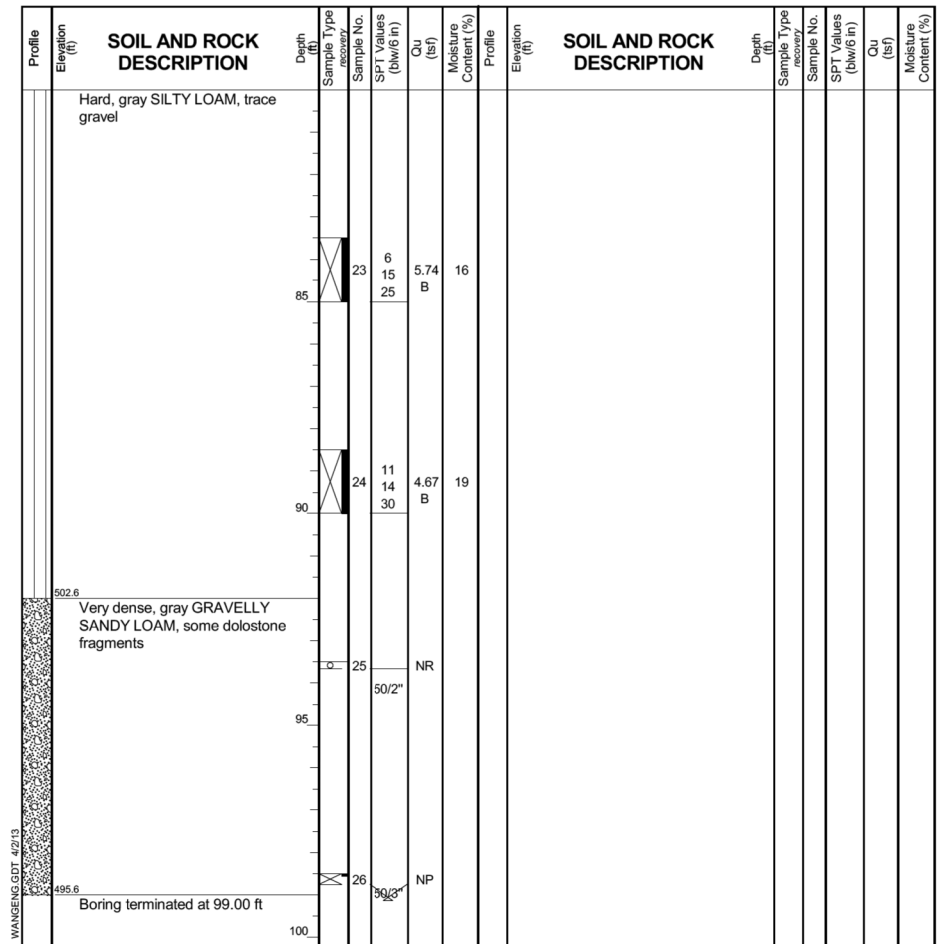 Profile
Elevation
(ft)
SOIL AND ROCK
DESCRIPTION
Depth
(ft)
Sample Type
recovery
Sample No.
SPT Values
(blw/6 in)
Qu
(tsf)
Moisture
Content (%)
Profile
Elevation
(ft)
SOIL AND ROCK
DESCRIPTION
Depth
(ft)
Sample Type
recovery
Sample No.
SPT Values
(blw/6 in)
Qu
(tsf)
Moisture
Content (%)
Hard, gray SILTY LOAM, trace
gravel
23
6
15
25
5.74
B
16
85
24
11
14
30
4.67
B
19
90
502.6
Very dense, gray GRAVELLY
SANDY LOAM, some dolostone
fragments
25
NR
50/2"
95
26
50/3"
NP
495.6
Boring terminated at 99.00 ft
100
WANGENG.GDT 4/2/13